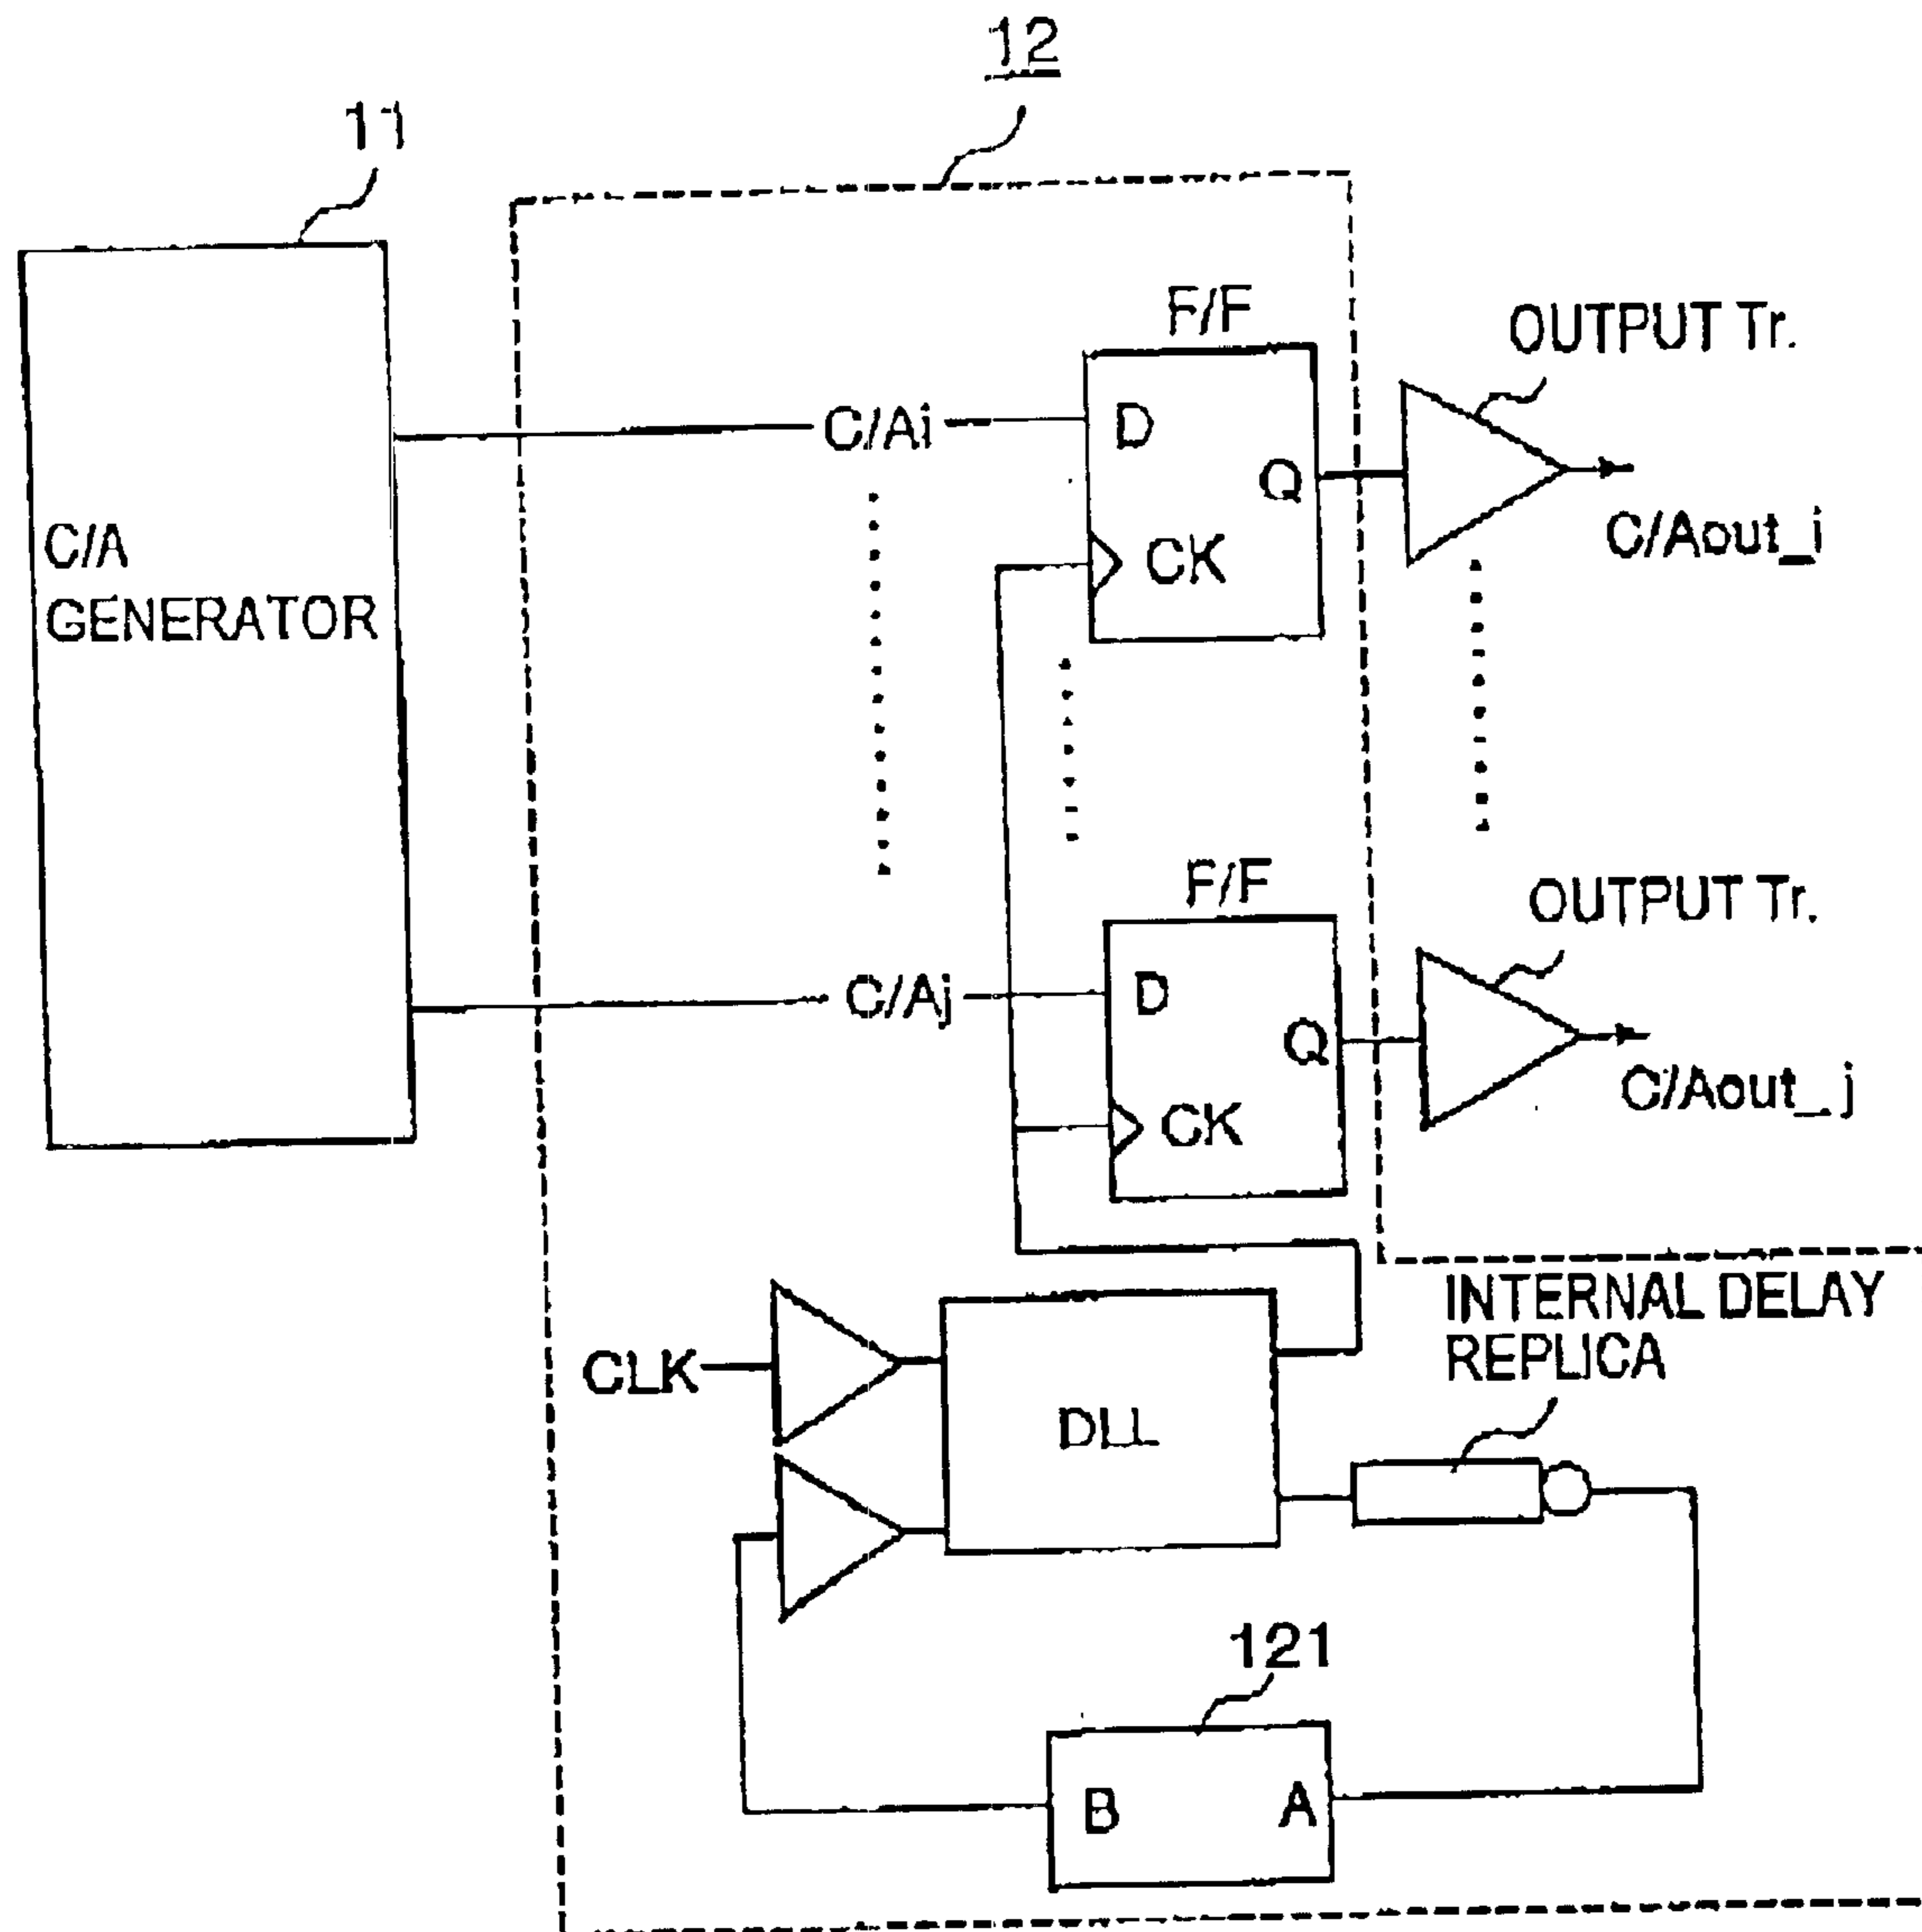 12
11
F/F
OUTPUT Tr.
C/Ai
D
Q
CK
C/Aout_i
C/A
GENERATOR
F/F
OUTPUT Tr.
C/Aj
D
Q
CK
C/Aout_j
INTERNAL DELAY
REPLICA
CLK
DLL
121
B
A